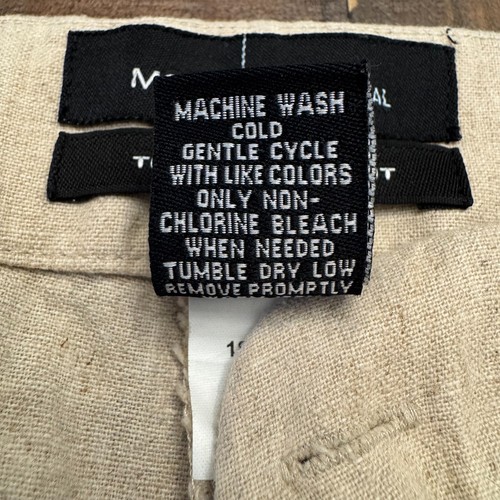 MACHINE WASH
COLD
GENTLE CYCLE
WITH LIKE COLORS
ONLY NON-
CHLORINE BLEACH
WHEN NEEDED
TUMBLE DRY LOW
REMOVE PROMPTLY